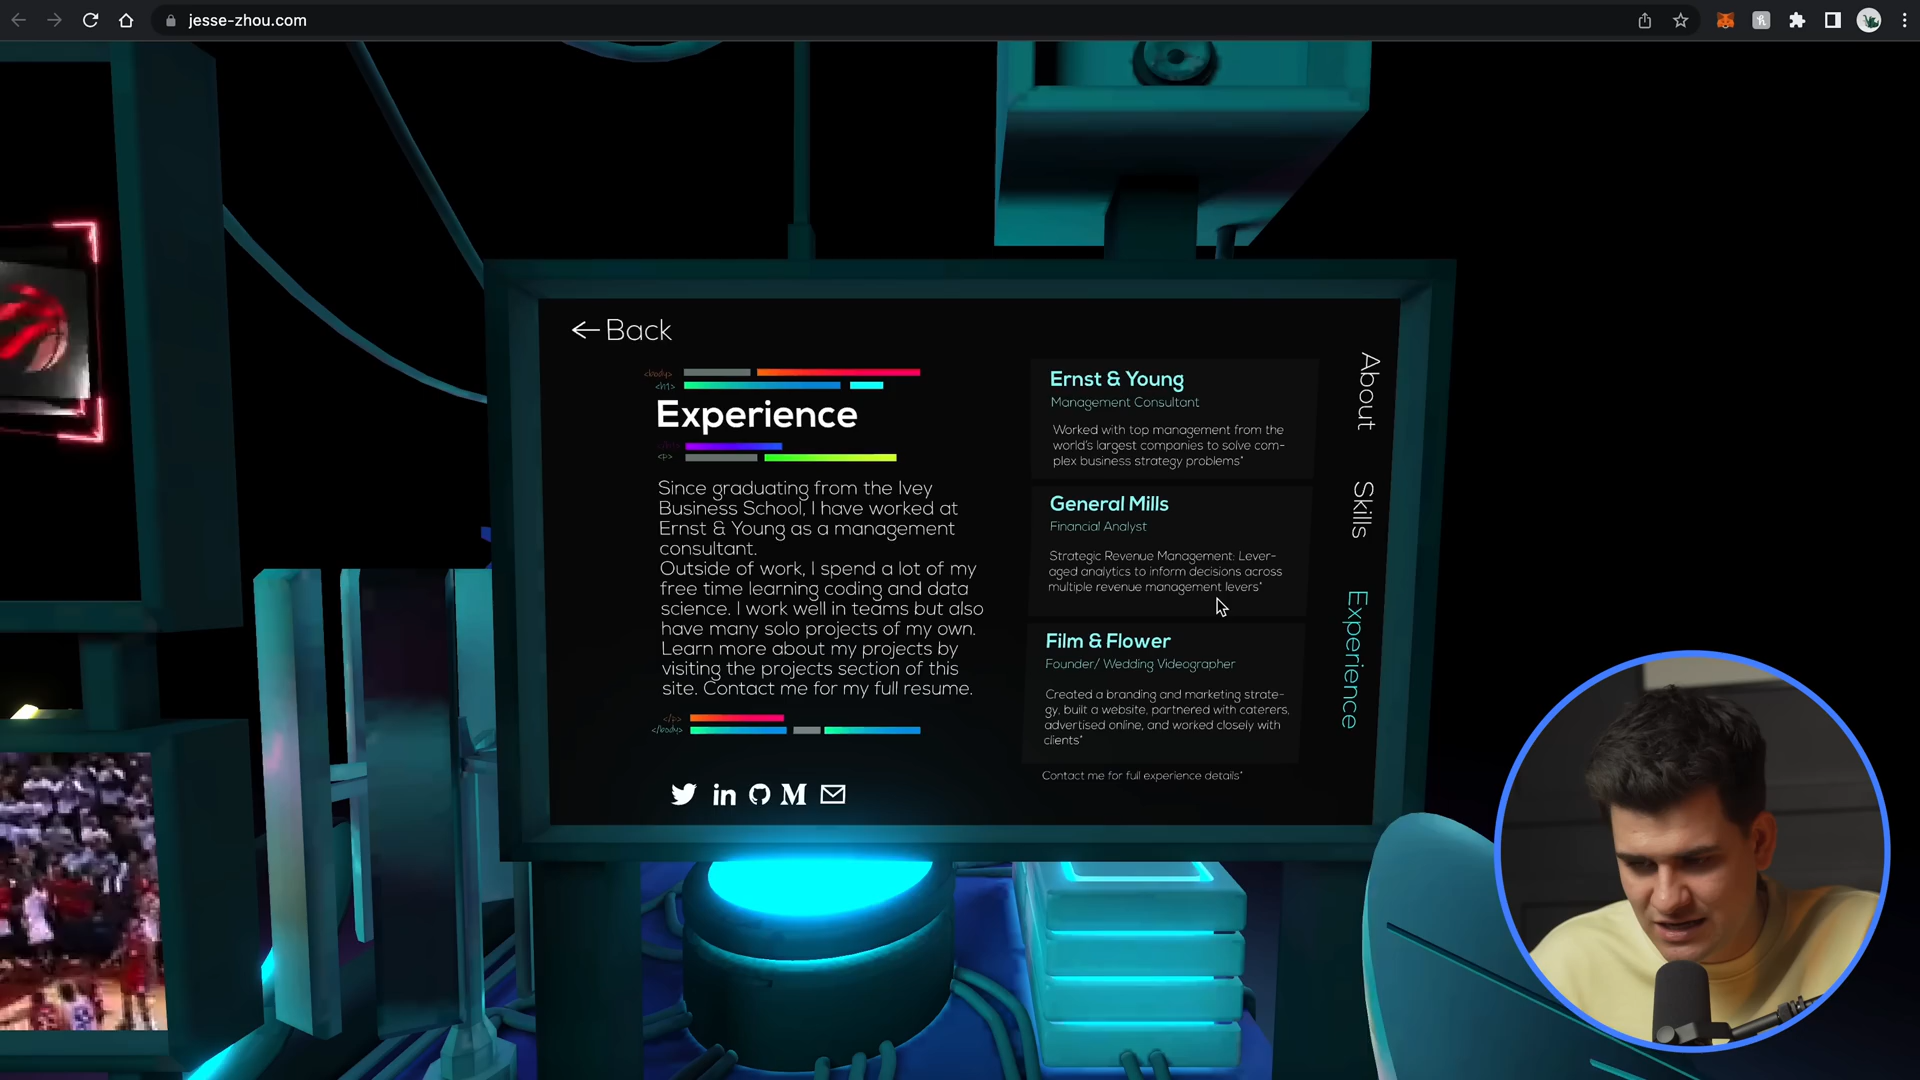 jesse-zhou.com
← Back
<body>
<h1>
Experience
<p>
Since graduating from the Ivey
Business School, I have worked at
Ernst & Young as a management
consultant.
Outside of work, I spend a lot of my
free time learning coding and data
science. I work well in teams but also
have many solo projects of my own.
Learn more about my projects by
visiting the projects section of this
site. Contact me for my full resume.
</p>
</body>
Ernst & Young
Management Consultant
Worked with top management from the
world's largest companies to solve com-
plex business strategy problems*
General Mills
Financial Analyst
Strategic Revenue Management: Lever-
aged analytics to inform decisions across
multiple revenue management levers*
Film & Flower
Founder/ Wedding Videographer
Created a branding and marketing strate-
gy, built a website, partnered with caterers,
advertised online, and worked closely with
clients*
Contact me for full experience details*
About
Skills
Experience